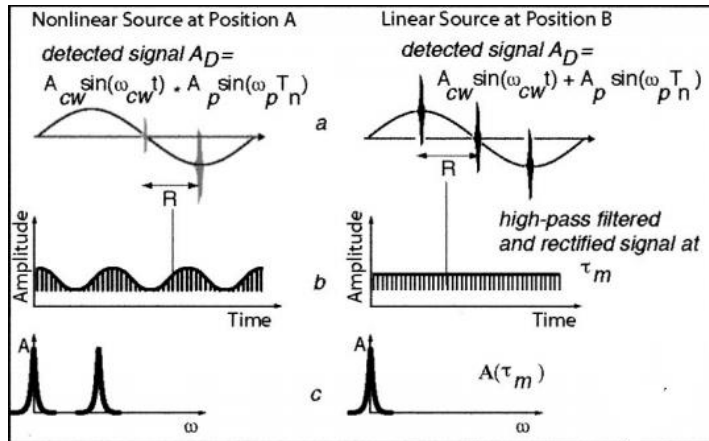 Nonlinear Source at Position A
Linear Source at Position B
detected signal A_D=
A_cw sin(ω_cw t) * A_p sin(ω_p T_n)
detected signal A_D=
A_cw sin(ω_cw t) + A_p sin(ω_p T_n)
a
R
R
high-pass filtered
and rectified signal at
τ_m
Amplitude
Time
b
Amplitude
Time
A
ω
c
A
A(τ_m)
ω